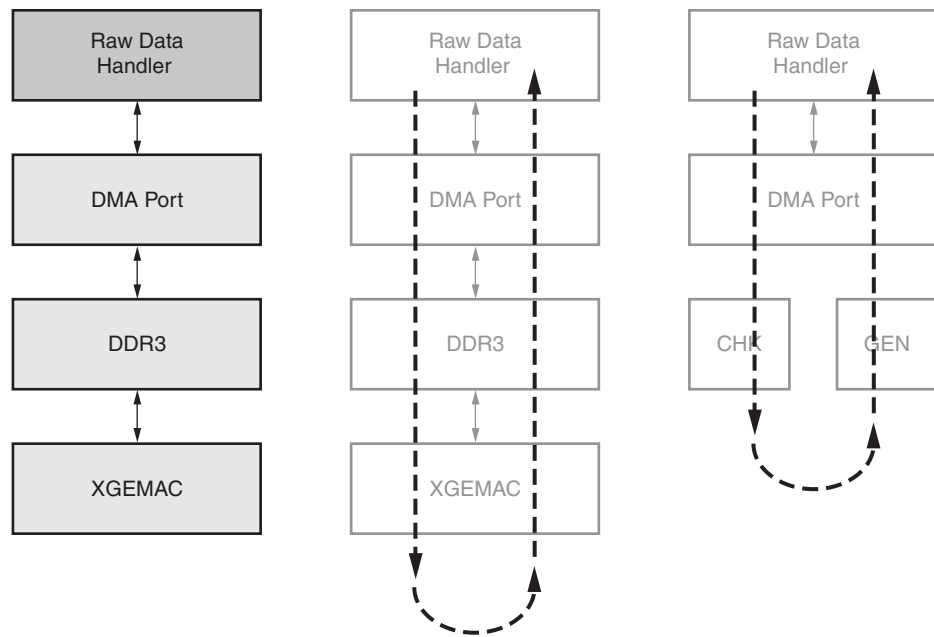 Raw Data
Handler
DMA Port
DDR3
XGEMAC
Raw Data
Handler
DMA Port
DDR3
XGEMAC
Raw Data
Handler
DMA Port
CHK
GEN